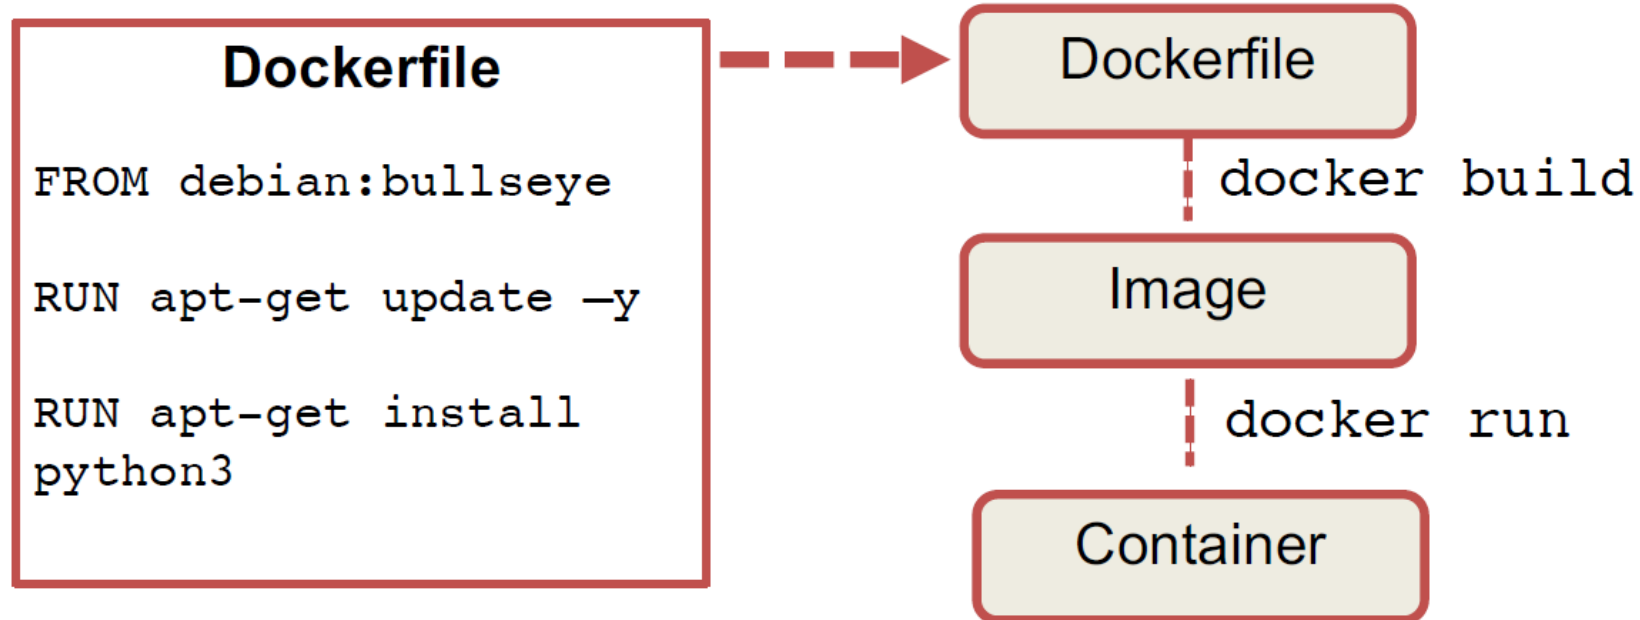 Dockerfile
FROM debian:bullseye
RUN apt-get update –y
RUN apt-get install
python3
Dockerfile
docker build
Image
docker run
Container